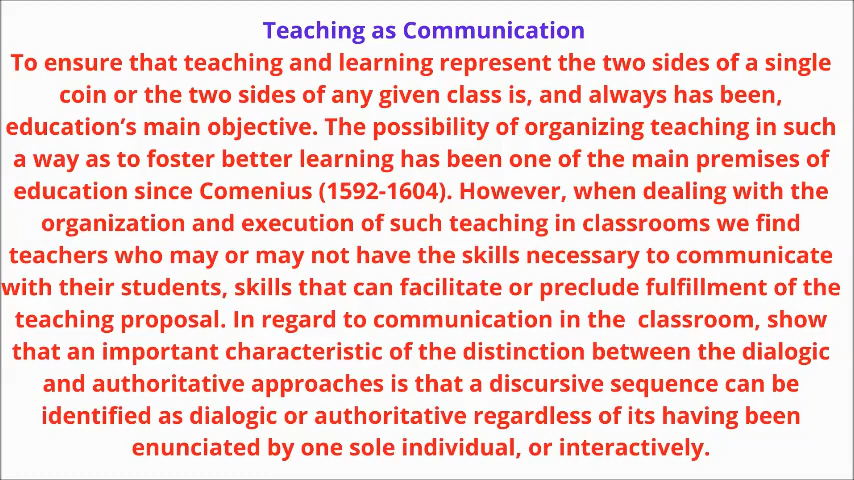 Teaching as Communication
To ensure that teaching and learning represent the two sides of a single
coin or the two sides of any given class is, and always has been,
education’s main objective. The possibility of organizing teaching in such
a way as to foster better learning has been one of the main premises of
education since Comenius (1592-1604). However, when dealing with the
organization and execution of such teaching in classrooms we find
teachers who may or may not have the skills necessary to communicate
with their students, skills that can facilitate or preclude fulfillment of the
teaching proposal. In regard to communication in the  classroom, show
that an important characteristic of the distinction between the dialogic
and authoritative approaches is that a discursive sequence can be
identified as dialogic or authoritative regardless of its having been
enunciated by one sole individual, or interactively.